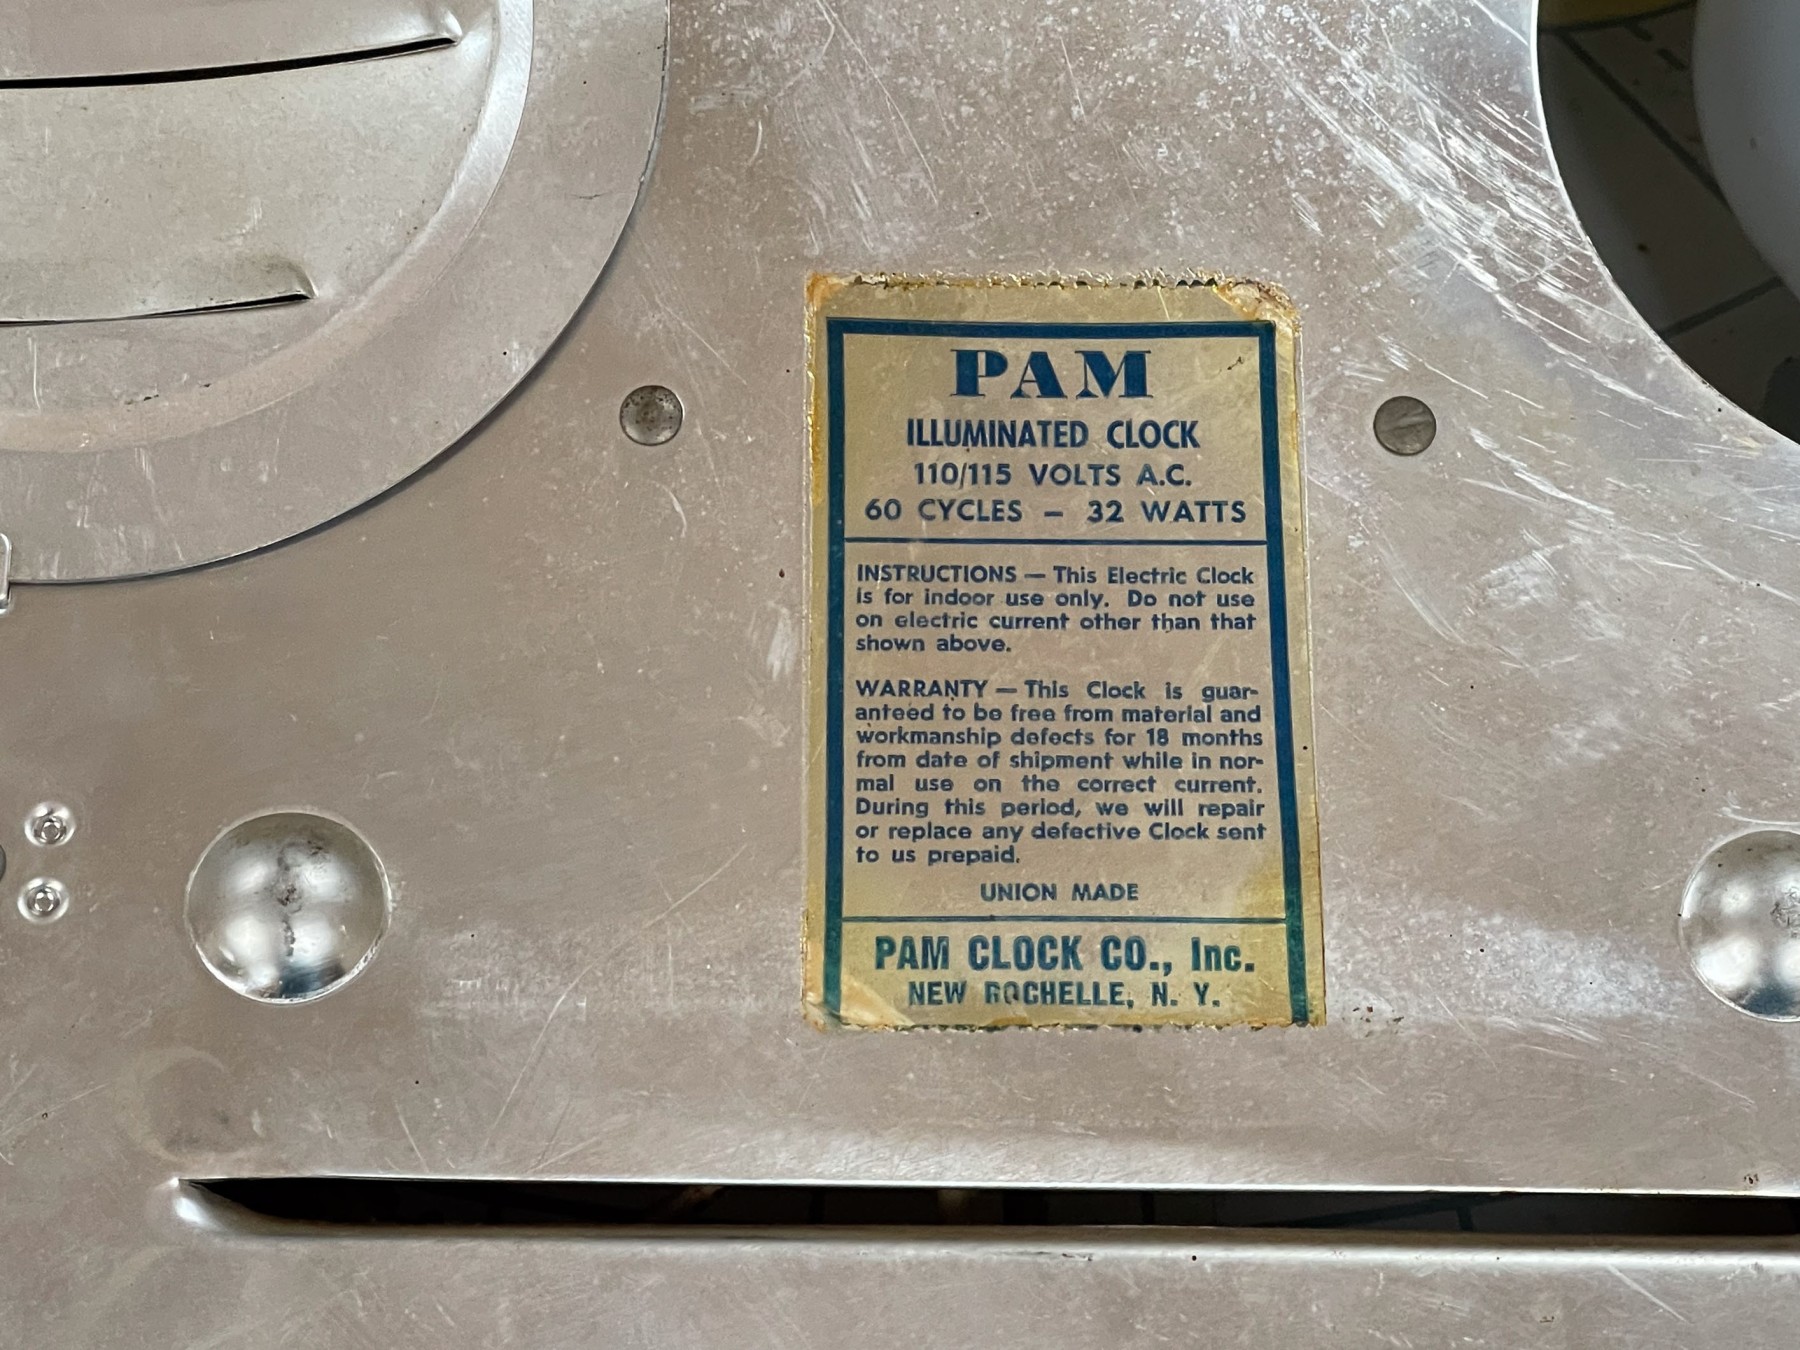 PAM
ILLUMINATED CLOCK
110/115 VOLTS A.C.
60 CYCLES – 32 WATTS
INSTRUCTIONS — This Electric Clock
is for indoor use only. Do not use
on electric current other than that
shown above.
WARRANTY — This Clock is guar-
anteed to be free from material and
workmanship defects for 18 months
from date of shipment while in nor-
mal use on the correct current.
During this period, we will repair
or replace any defective Clock sent
to us prepaid.
UNION MADE
PAM CLOCK CO., Inc.
NEW ROCHELLE, N. Y.